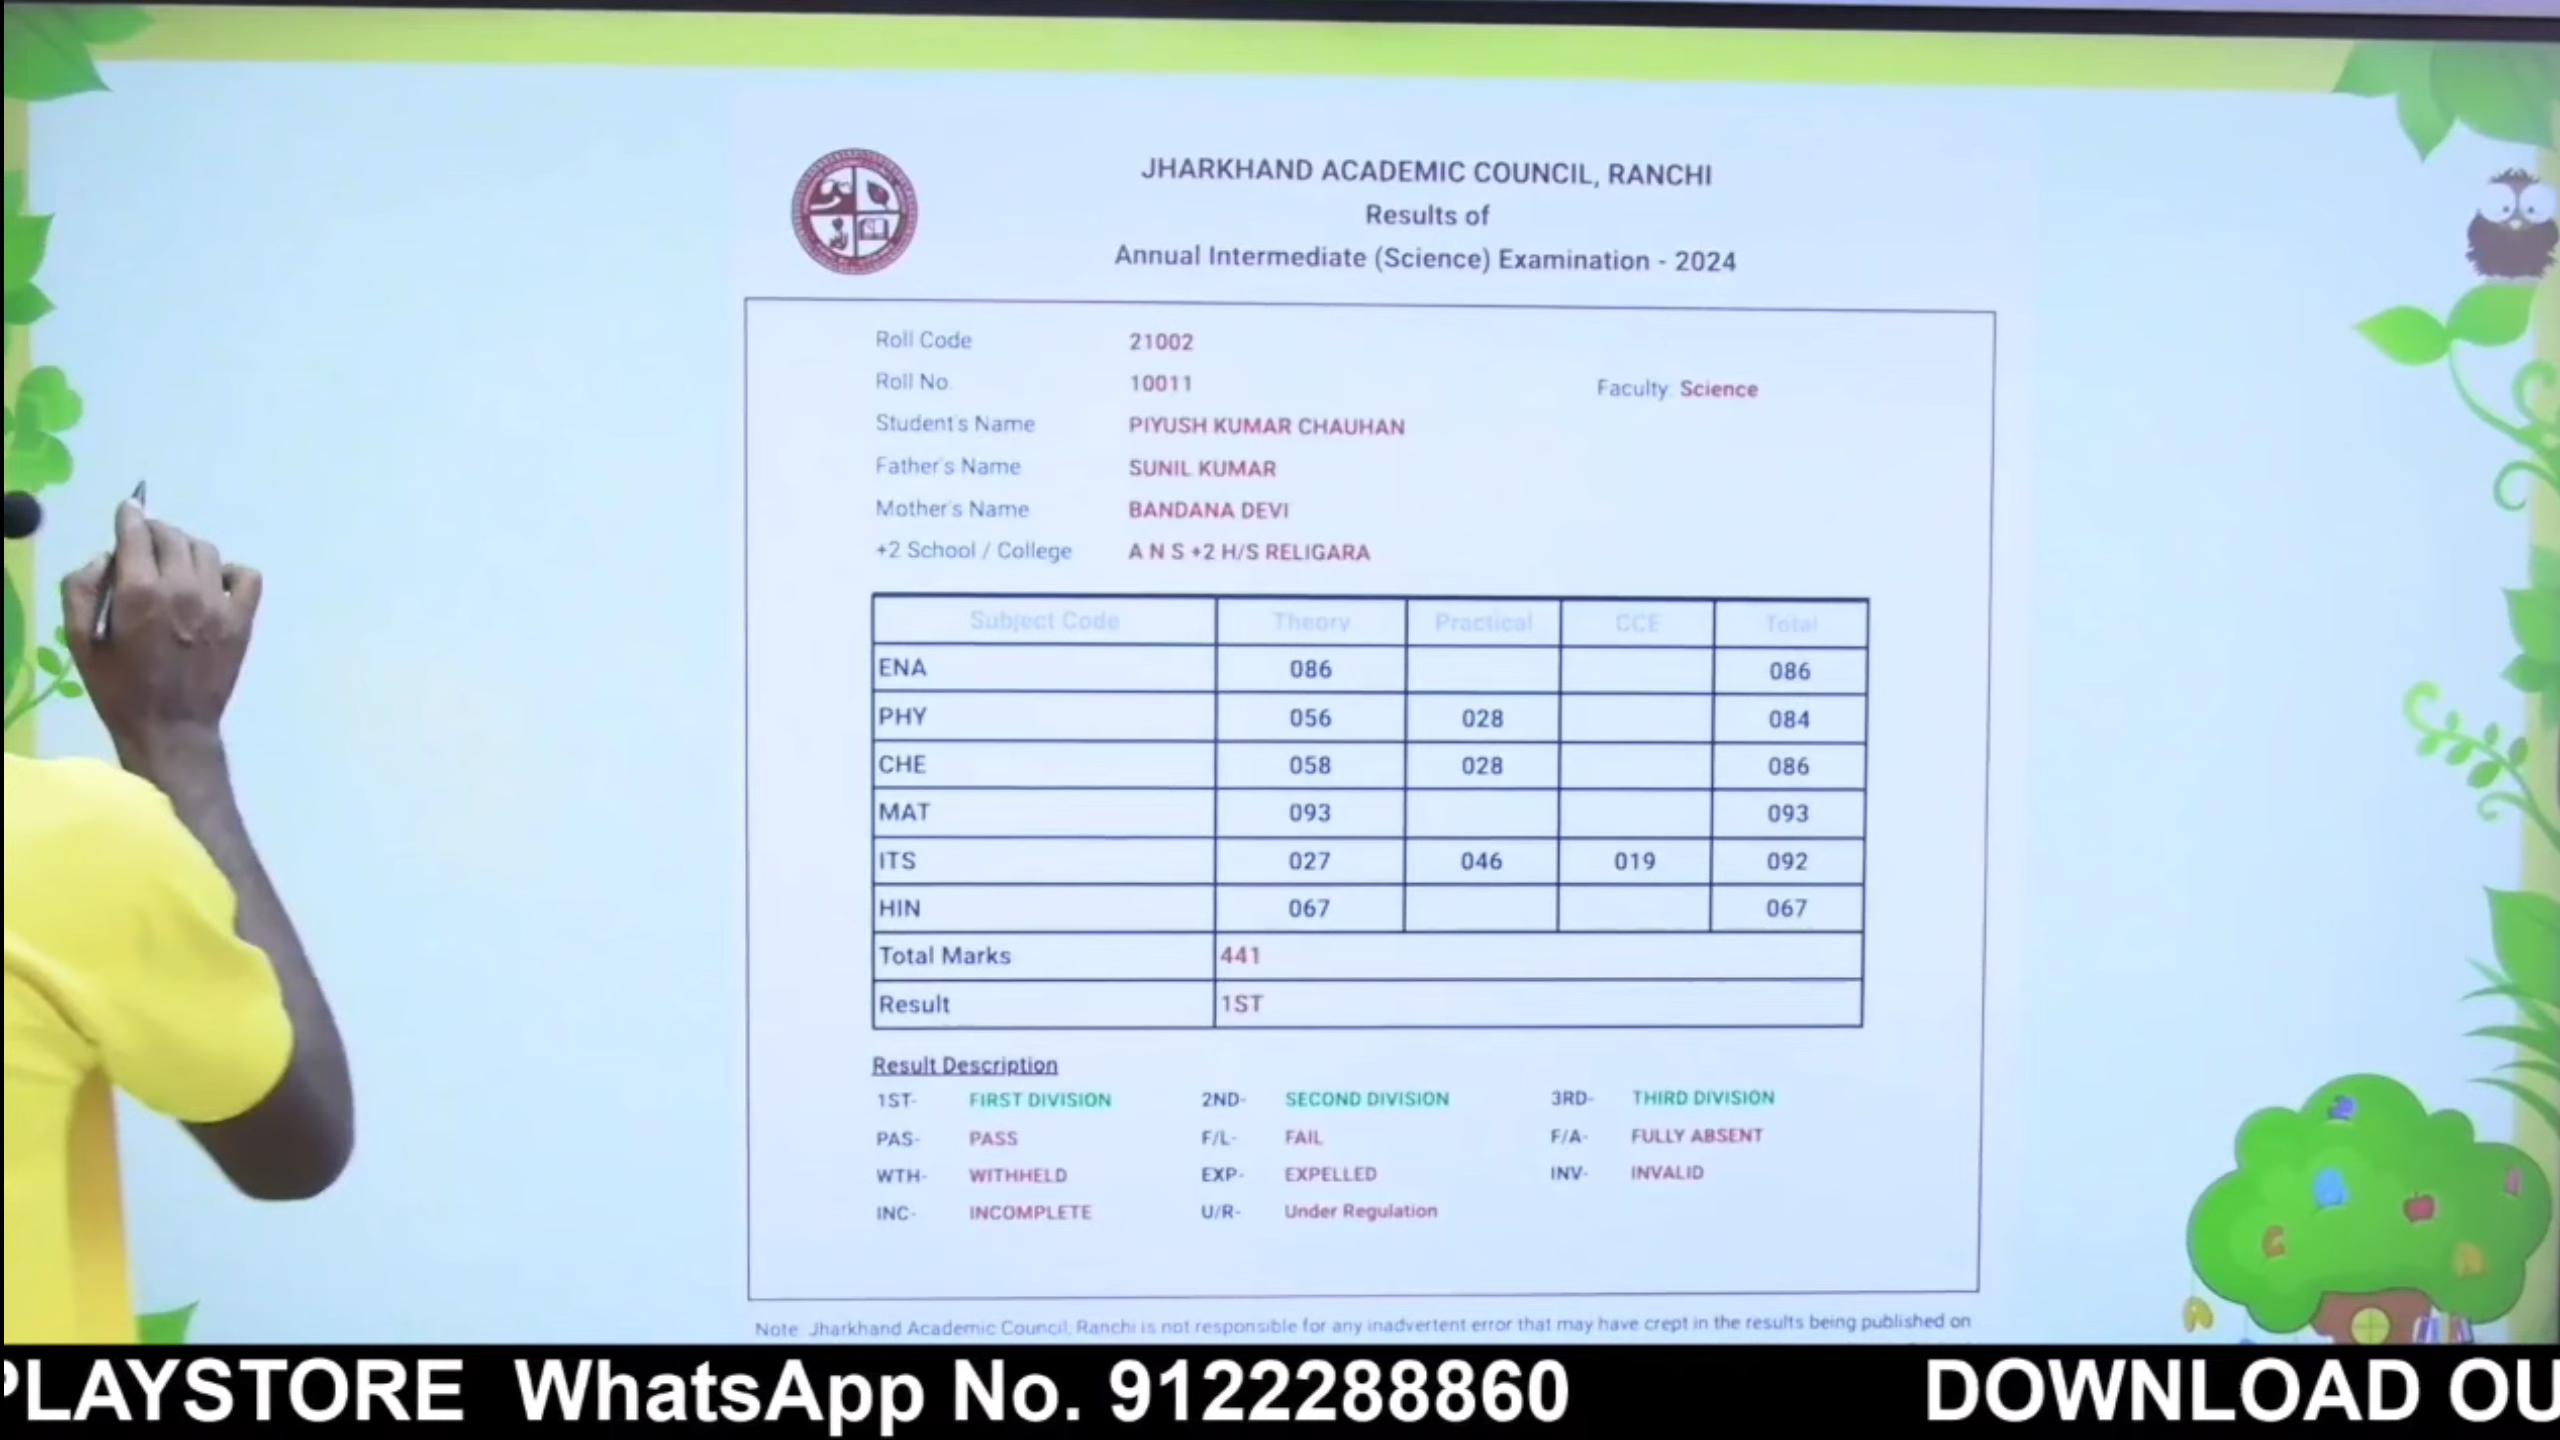 JHARKHAND ACADEMIC COUNCIL, RANCHI
Results of
Annual Intermediate (Science) Examination - 2024
Roll Code 21002
Roll No. 10011 Faculty: Science
Student's Name PIYUSH KUMAR CHAUHAN
Father's Name SUNIL KUMAR
Mother's Name BANDANA DEVI
+2 School / College A N S +2 H/S RELIGARA
Subject Code Theory Practical CCE Total
ENA 086 086
PHY 056 028 084
CHE 058 028 086
MAT 093 093
ITS 027 046 019 092
HIN 067 067
Total Marks 441
Result 1ST
Result Description
1ST- FIRST DIVISION 2ND- SECOND DIVISION 3RD- THIRD DIVISION
PAS- PASS F/L- FAIL F/A- FULLY ABSENT
WTH- WITHHELD EXP- EXPELLED INV- INVALID
INC- INCOMPLETE U/R- Under Regulation
Note: Jharkhand Academic Council, Ranchi is not responsible for any inadvertent error that may have crept in the results being published on
PLAYSTORE WhatsApp No. 9122288860 DOWNLOAD OU